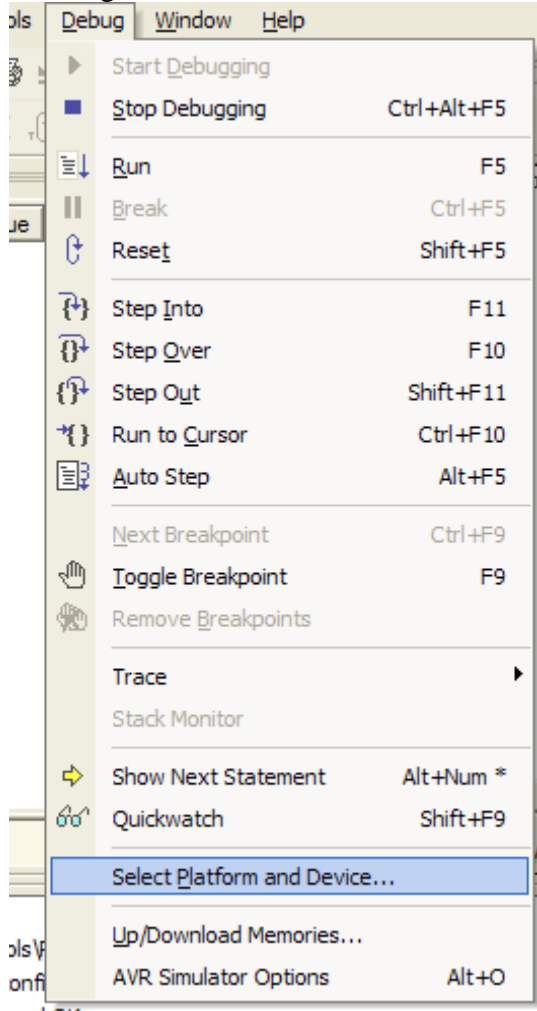 ols Debug Window Help
Start Debugging
Stop Debugging Ctrl+Alt+F5
Run F5
Break Ctrl+F5
ue
Reset Shift+F5
Step Into F11
Step Over F10
Step Out Shift+F11
Run to Cursor Ctrl+F10
Auto Step Alt+F5
Next Breakpoint Ctrl+F9
Toggle Breakpoint F9
Remove Breakpoints
Trace
Stack Monitor
Show Next Statement Alt+Num *
Quickwatch Shift+F9
Select Platform and Device...
Up/Download Memories...
ols\
onfi
AVR Simulator Options Alt+O